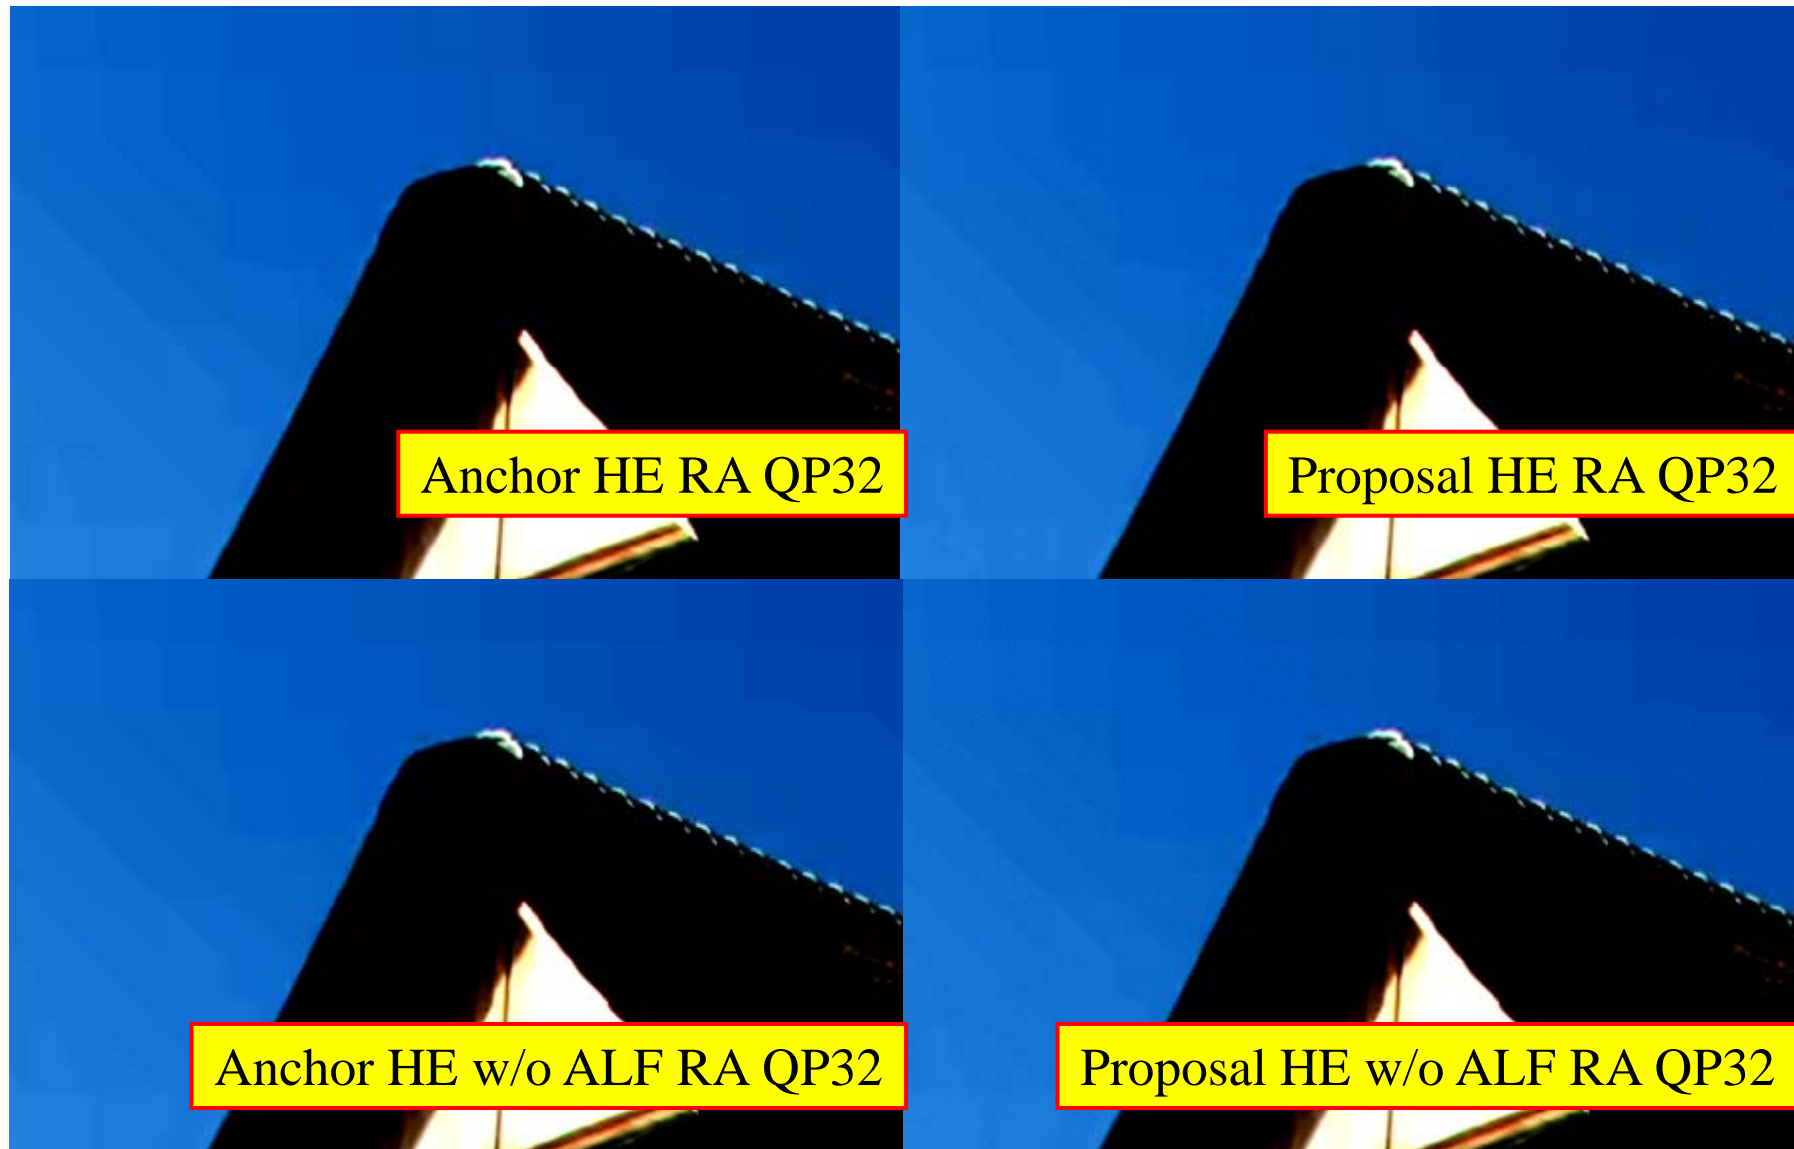 Anchor HE RA QP32
Proposal HE RA QP32
Anchor HE w/o ALF RA QP32
Proposal HE w/o ALF RA QP32